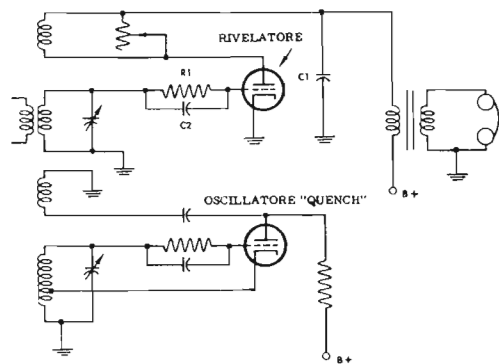 RIVELATORE
R1
C1
C2
B+
OSCILLATORE "QUENCH"
B+